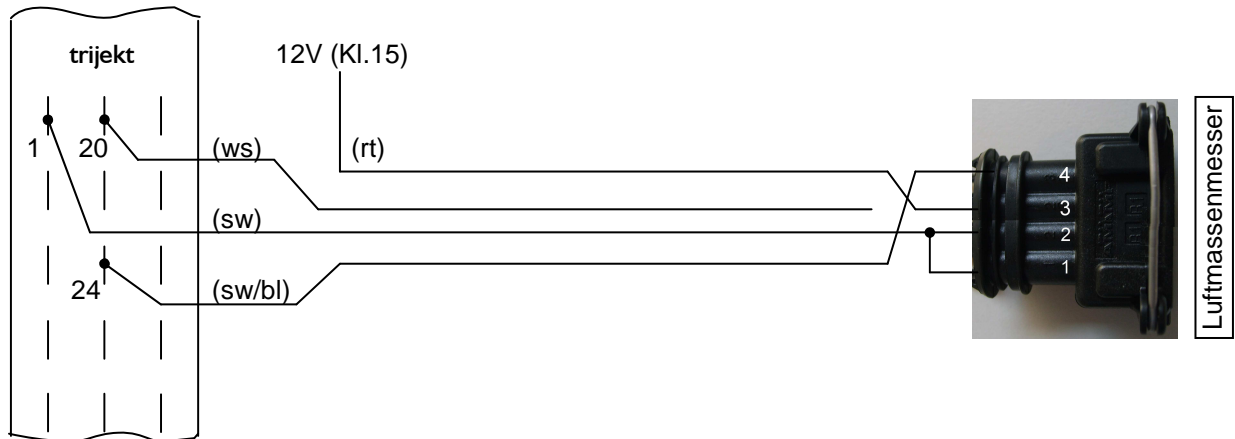 trijekt
12V (Kl.15)
1
20
(ws)
(rt)
(sw)
24
(sw/bl)
4
3
2
1
Luftmassenmesser